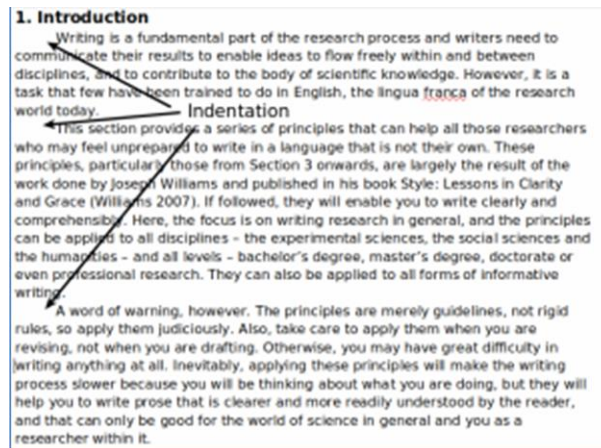 1. Introduction
Writing is a fundamental part of the research process and writers need to
communicate their results to enable ideas to flow freely within and between
disciplines, and to contribute to the body of scientific knowledge. However, it is a
task that few have been trained to do in English, the lingua franca of the research
world today.
Indentation
This section provides a series of principles that can help all those researchers
who may feel unprepared to write in a language that is not their own. These
principles, particularly those from Section 3 onwards, are largely the result of the
work done by Joseph Williams and published in his book Style: Lessons in Clarity
and Grace (Williams 2007). If followed, they will enable you to write clearly and
comprehensibly. Here, the focus is on writing research in general, and the principles
can be applied to all disciplines – the experimental sciences, the social sciences and
the humanities – and all levels – bachelor's degree, master's degree, doctorate or
even professional research. They can also be applied to all forms of informative
writing.
A word of warning, however. The principles are merely guidelines, not rigid
rules, so apply them judiciously. Also, take care to apply them when you are
revising, not when you are drafting. Otherwise, you may have great difficulty in
writing anything at all. Inevitably, applying these principles will make the writing
process slower because you will be thinking about what you are doing, but they will
help you to write prose that is clearer and more readily understood by the reader,
and that can only be good for the world of science in general and you as a
researcher within it.